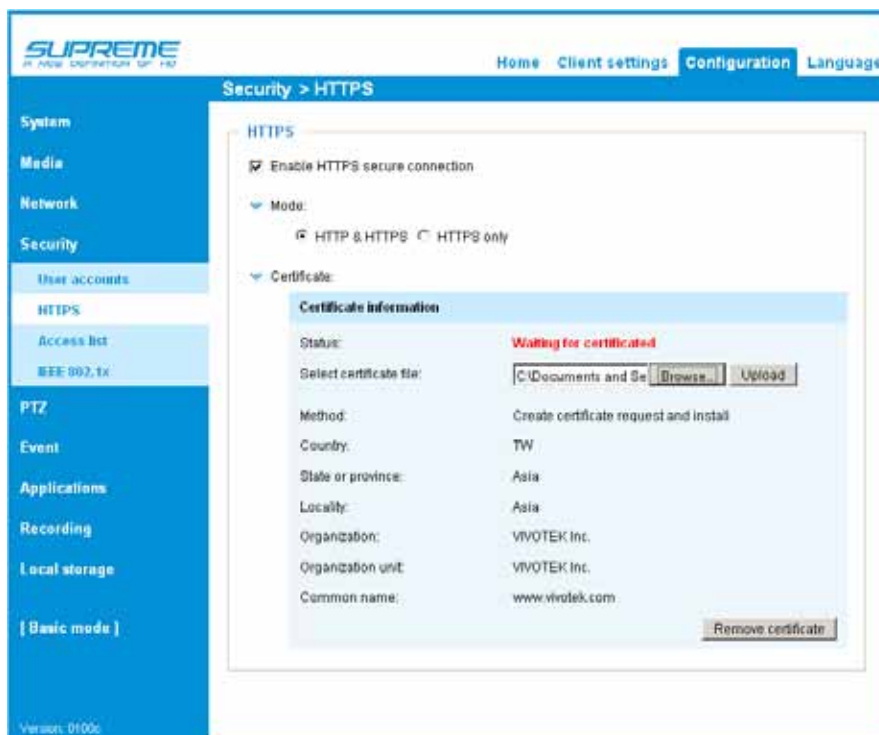 SUPREME
A NEW DEFINITION OF HD
Home Client settings Configuration Language
Security > HTTPS
System
Media
Network
Security
User accounts
HTTPS
Access list
IEEE 802.1x
PTZ
Event
Applications
Recording
Local storage
[ Basic mode ]
Version: 0100c
HTTPS
Enable HTTPS secure connection
Mode:
HTTP & HTTPS HTTPS only
Certificate:
Certificate information
Status: Waiting for certificated
Select certificate file: C:\Documents and Se Browse... Upload
Method: Create certificate request and install
Country: TW
State or province: Asia
Locality: Asia
Organization: VIVOTEK Inc.
Organization unit: VIVOTEK Inc.
Common name: www.vivotek.com
Remove certificate